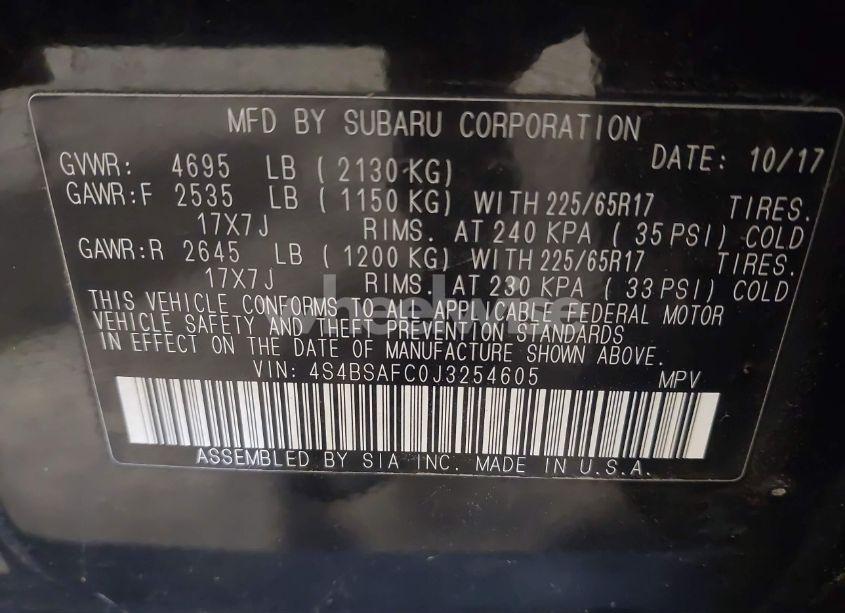 MFD BY SUBARU CORPORATION
GVWR: 4695 LB ( 2130 KG) DATE: 10/17
GAWR:F 2535 LB ( 1150 KG) WITH 225/65R17 TIRES.
17X7J RIMS. AT 240 KPA ( 35 PSI) COLD
GAWR:R 2645 LB ( 1200 KG) WITH 225/65R17 TIRES.
17X7J RIMS. AT 230 KPA ( 33 PSI) COLD
THIS VEHICLE CONFORMS TO ALL APPLICABLE FEDERAL MOTOR
VEHICLE SAFETY AND THEFT PREVENTION STANDARDS
IN EFFECT ON THE DATE OF MANUFACTURE SHOWN ABOVE.
VIN: 4S4BSAFC0J3254605 MPV
ASSEMBLED BY SIA INC. MADE IN U.S.A.